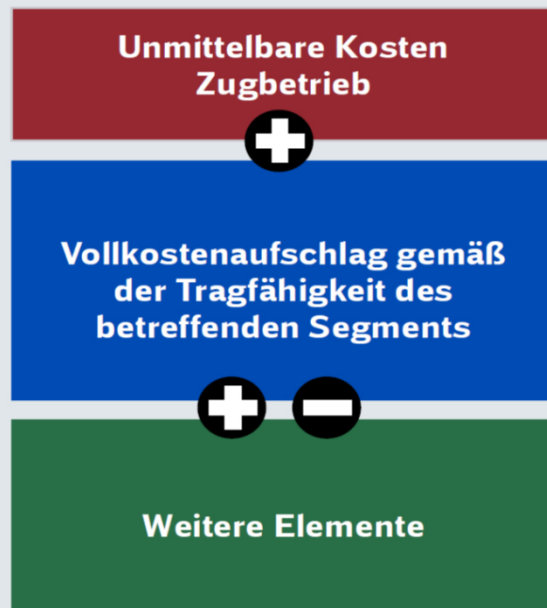 Unmittelbare Kosten
Zugbetrieb
Vollkostenaufschlag gemäß
der Tragfähigkeit des
betreffenden Segments
Weitere Elemente